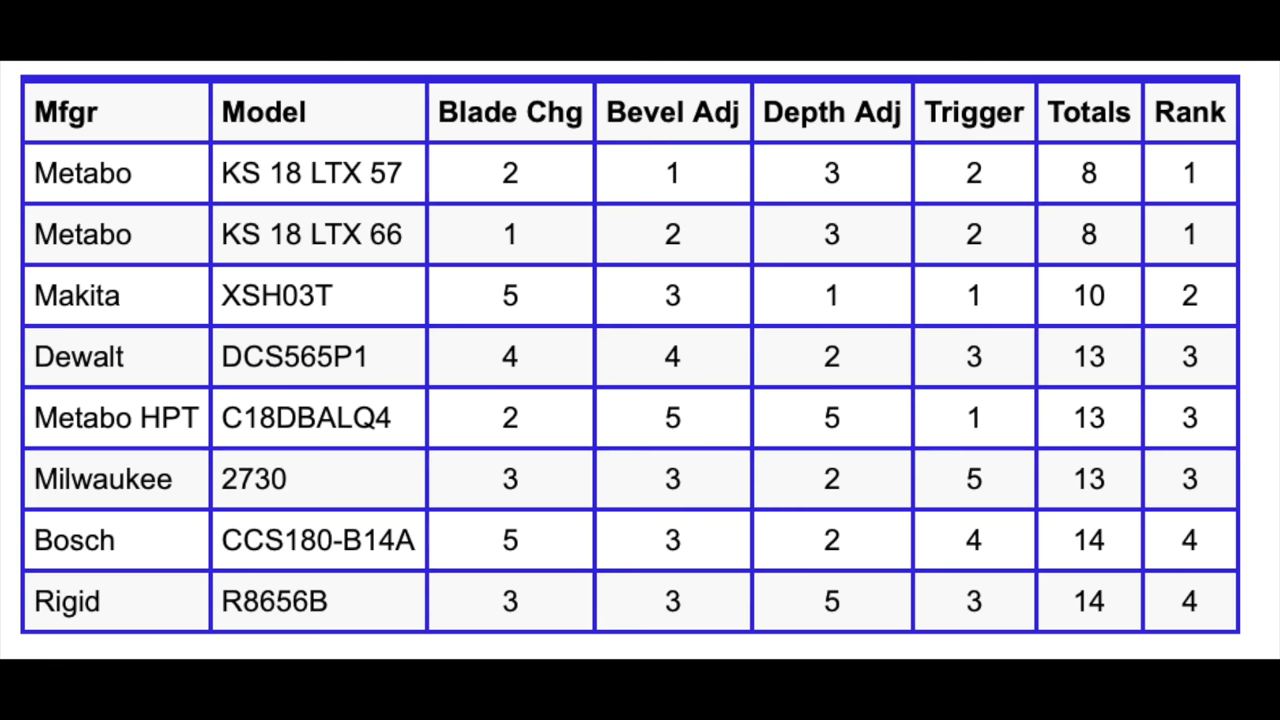 Mfgr Model Blade Chg Bevel Adj Depth Adj Trigger Totals Rank
Metabo KS 18 LTX 57 2 1 3 2 8 1
Metabo KS 18 LTX 66 1 2 3 2 8 1
Makita XSH03T 5 3 1 1 10 2
Dewalt DCS565P1 4 4 2 3 13 3
Metabo HPT C18DBALQ4 2 5 5 1 13 3
Milwaukee 2730 3 3 2 5 13 3
Bosch CCS180-B14A 5 3 2 4 14 4
Rigid R8656B 3 3 5 3 14 4